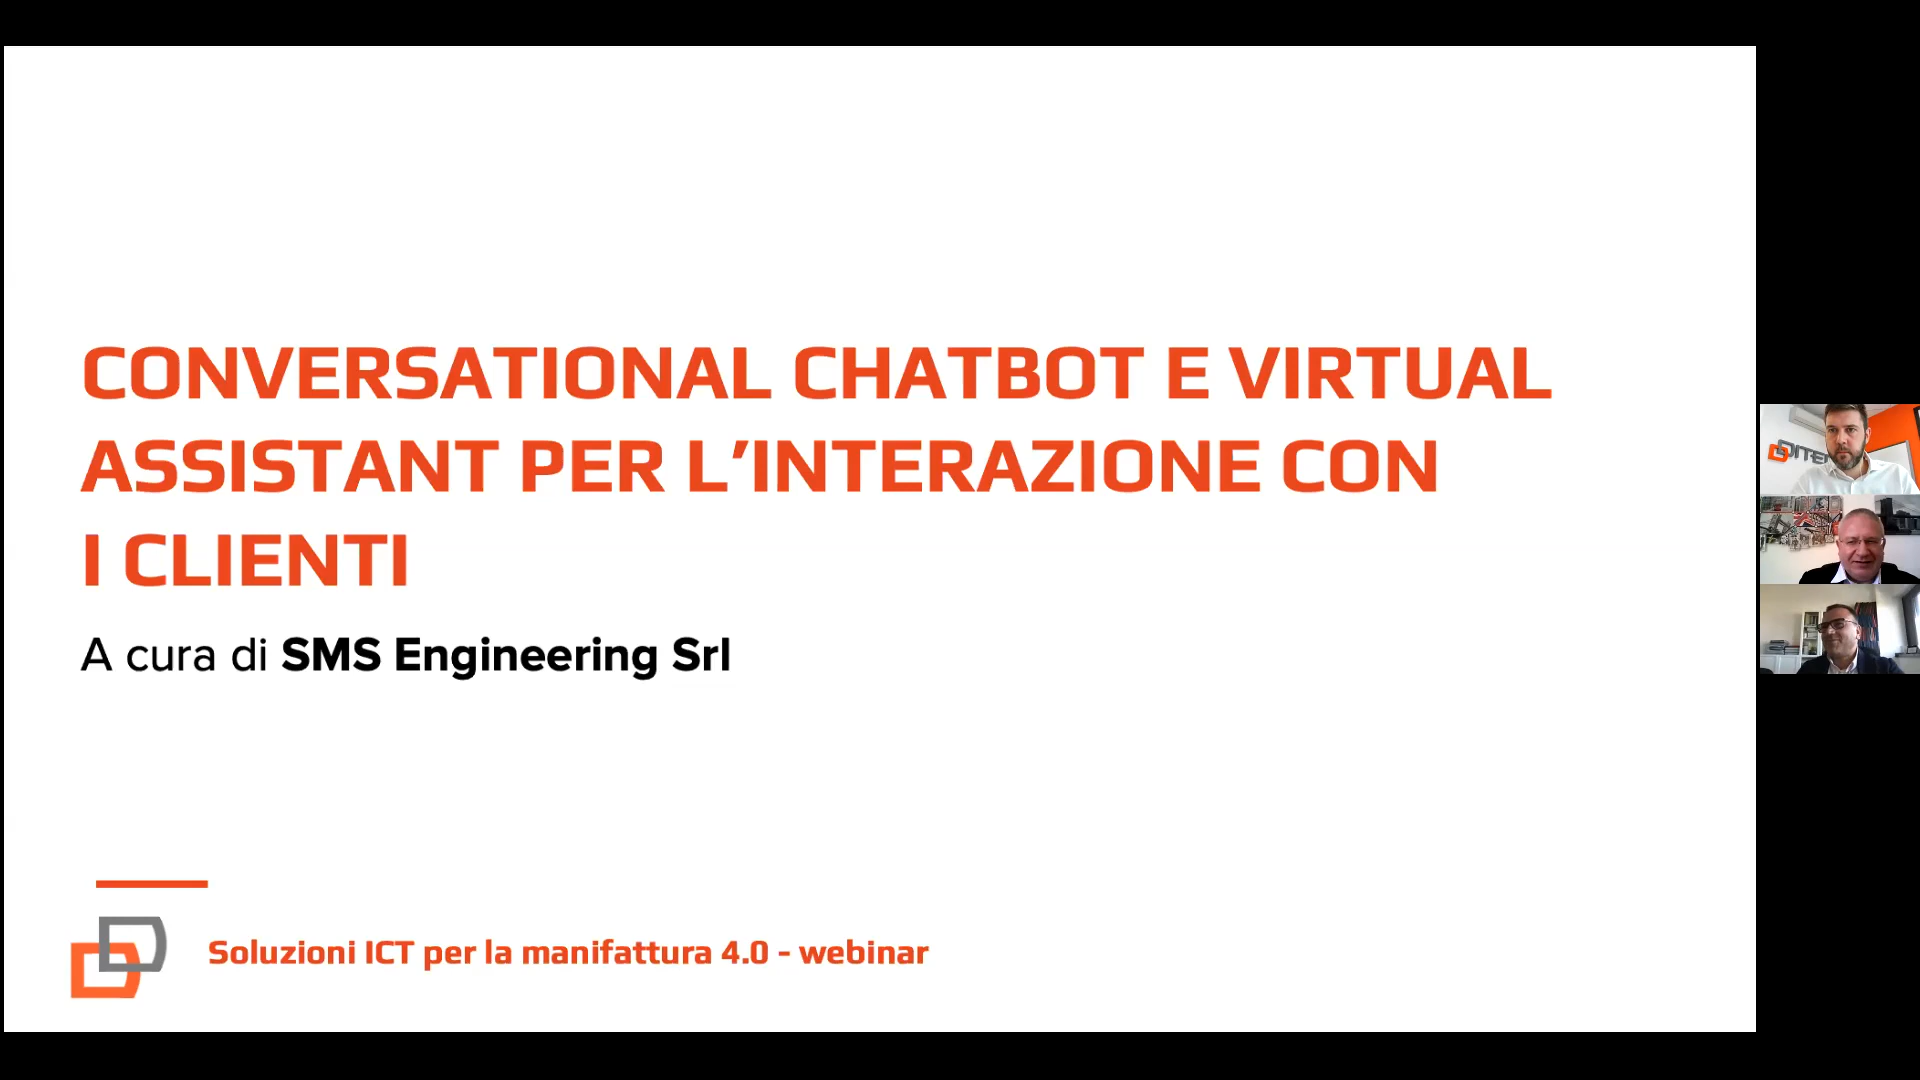 CONVERSATIONAL CHATBOT E VIRTUAL
ASSISTANT PER L’INTERAZIONE CON
I CLIENTI
A cura di SMS Engineering Srl
Soluzioni ICT per la manifattura 4.0 - webinar